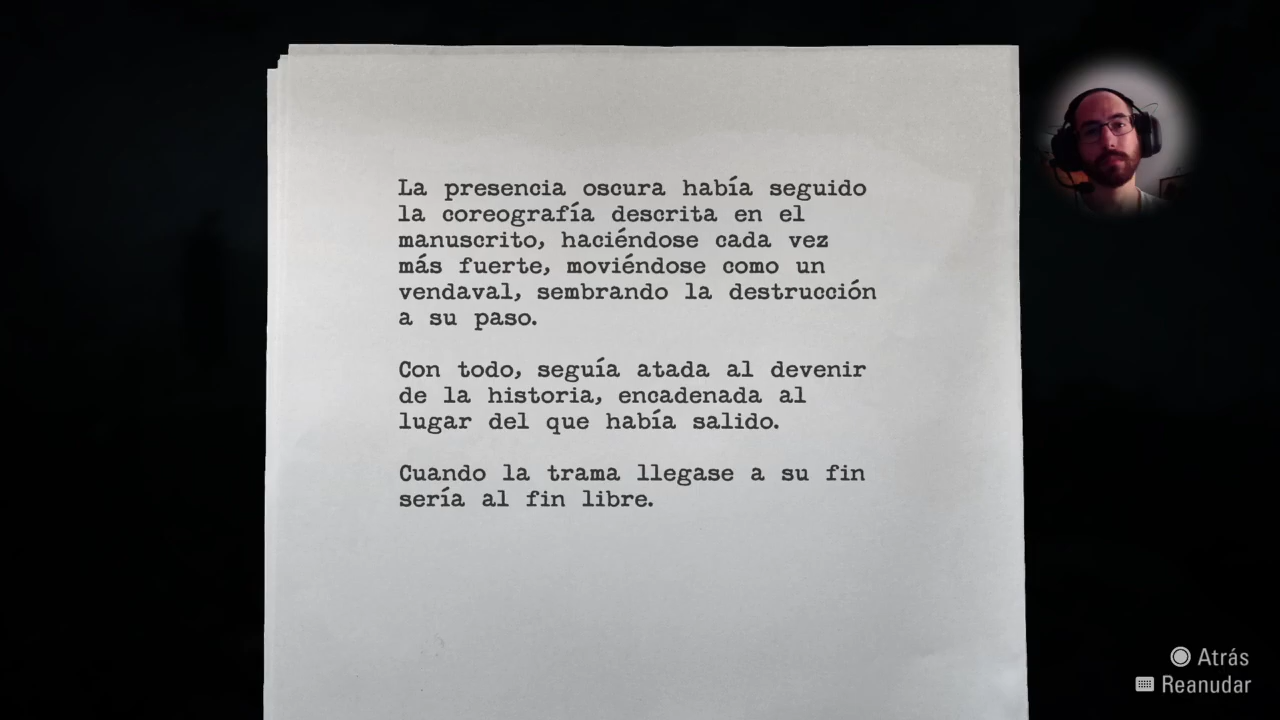 La presencia oscura había seguido
la coreografía descrita en el
manuscrito, haciéndose cada vez
más fuerte, moviéndose como un
vendaval, sembrando la destrucción
a su paso.
Con todo, seguía atada al devenir
de la historia, encadenada al
lugar del que había salido.
Cuando la trama llegase a su fin
sería al fin libre.
Atrás
Reanudar